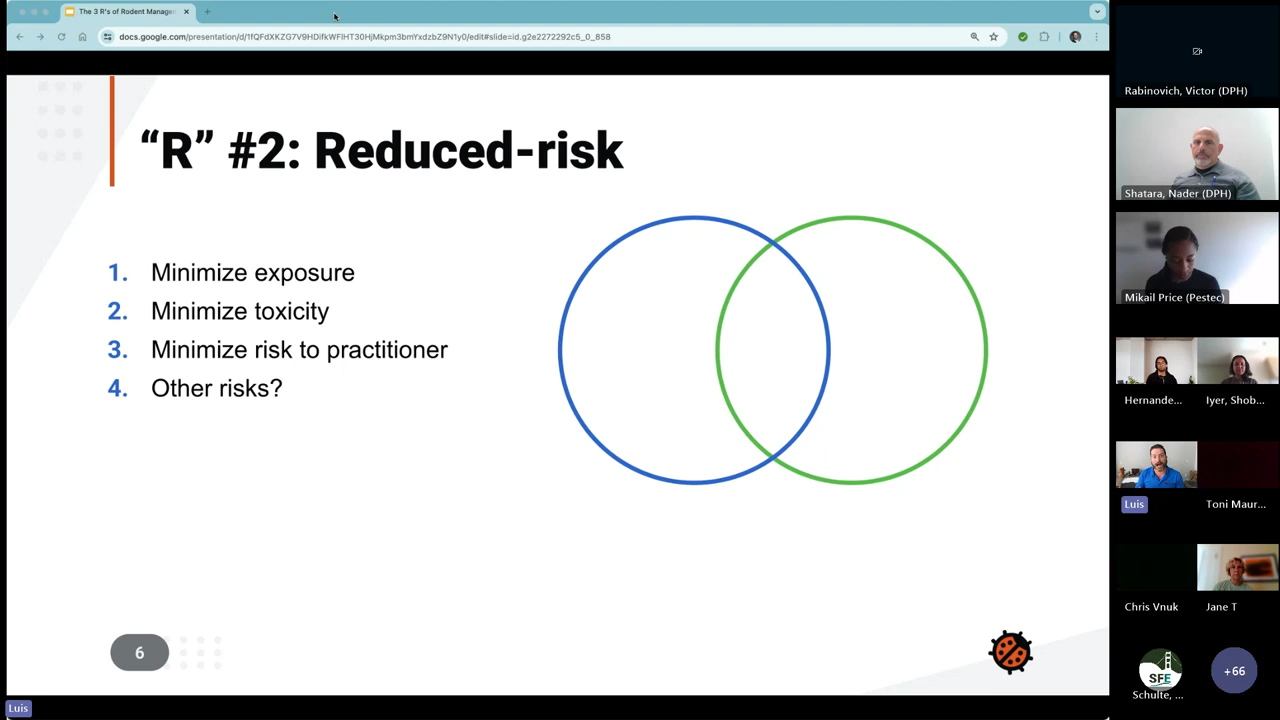 The 3 R's of Rodent Manage
docs.google.com/presentation/d/1fQFdXKZG7V9HDifkWFIHT30HjMkpm3bmYxdzbZ9N1y0/edit#slide=id.g2e2272292c5_0_858
“R” #2: Reduced-risk
1. Minimize exposure
2. Minimize toxicity
3. Minimize risk to practitioner
4. Other risks?
6
Luis
Rabinovich, Victor (DPH)
Shatara, Nader (DPH)
Mikail Price (Pestec)
Hernande...
Iyer, Shob...
Luis
Toni Maur...
Chris Vnuk
Jane T
SFE
Schulte, ...
+66